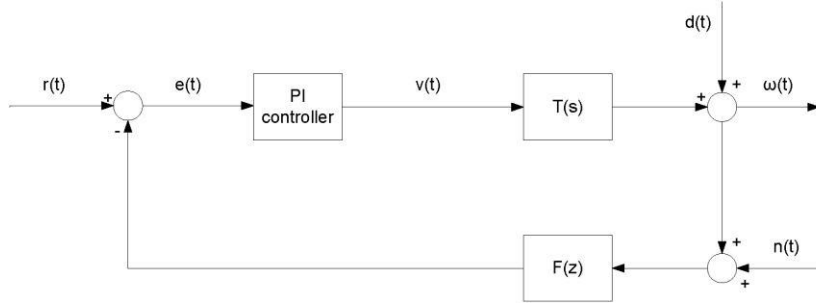 d(t)
r(t)
+
e(t)
PI
controller
v(t)
T(s)
+
+
ω(t)
-
F(z)
+
+
n(t)